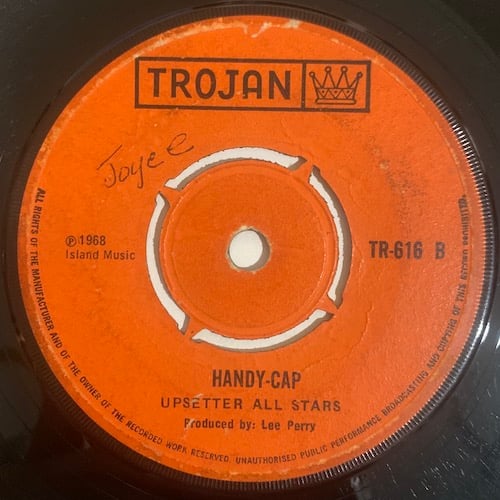 TROJAN
Joyce
℗1968
Island Music
TR-616 B
HANDY-CAP
UPSETTER ALL STARS
Produced by: Lee Perry
ALL RIGHTS OF THE MANUFACTURER AND OF THE OWNER OF THE RECORDED WORK RESERVED. UNAUTHORISED PUBLIC PERFORMANCE BROADCASTING AND COPYING OF THIS RECORD PROHIBITED.